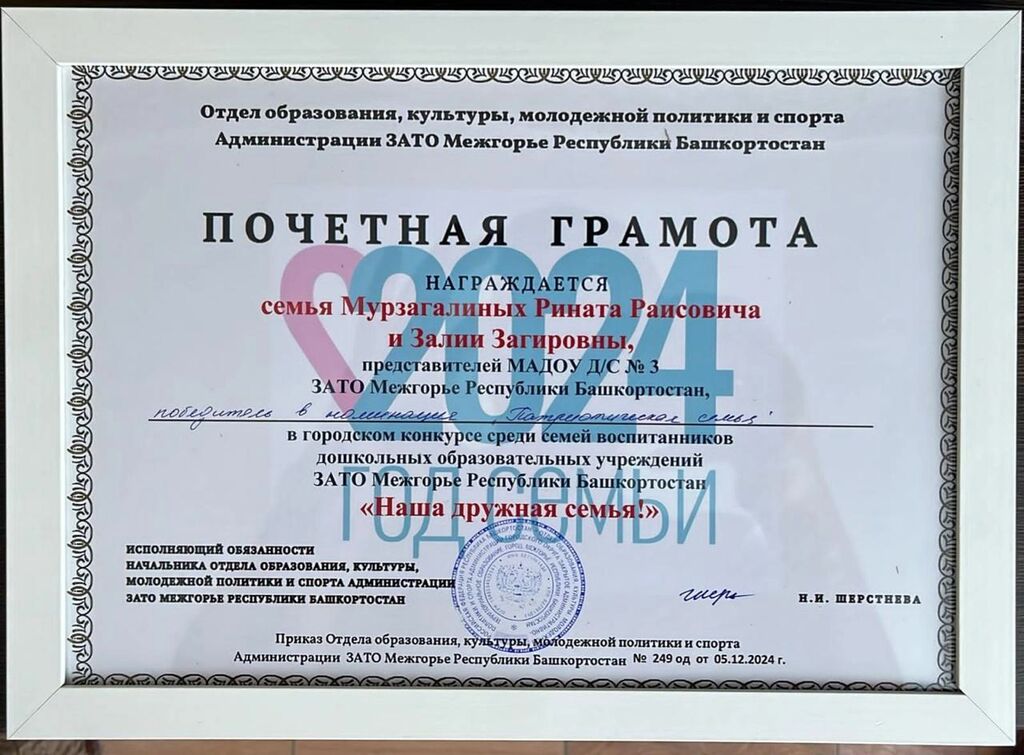 Отдел образования, культуры, молодежной политики и спорта
Администрации ЗАТО Межгорье Республики Башкортостан
ПОЧЕТНАЯ ГРАМОТА
2024
НАГРАЖДАЕТСЯ
семья Мурзагалиных Рината Раисовича
и Залии Загировны,
представителей МАДОУ Д/С № 3
ЗАТО Межгорье Республики Башкортостан,
победитель в номинации „Патриотическая семья"
в городском конкурсе среди семей воспитанников
дошкольных образовательных учреждений
ЗАТО Межгорье Республики Башкортостан
ГОД СЕМЬИ
«Наша дружная семья!»
ИСПОЛНЯЮЩИЙ ОБЯЗАННОСТИ
НАЧАЛЬНИКА ОТДЕЛА ОБРАЗОВАНИЯ, КУЛЬТУРЫ,
МОЛОДЕЖНОЙ ПОЛИТИКИ И СПОРТА АДМИНИСТРАЦИИ
ЗАТО МЕЖГОРЬЕ РЕСПУБЛИКИ БАШКОРТОСТАН
Н.И. ШЕРСТНЕВА
Приказ Отдела образования, культуры, молодежной политики и спорта
Администрации ЗАТО Межгорье Республики Башкортостан № 249 од от 05.12.2024 г.